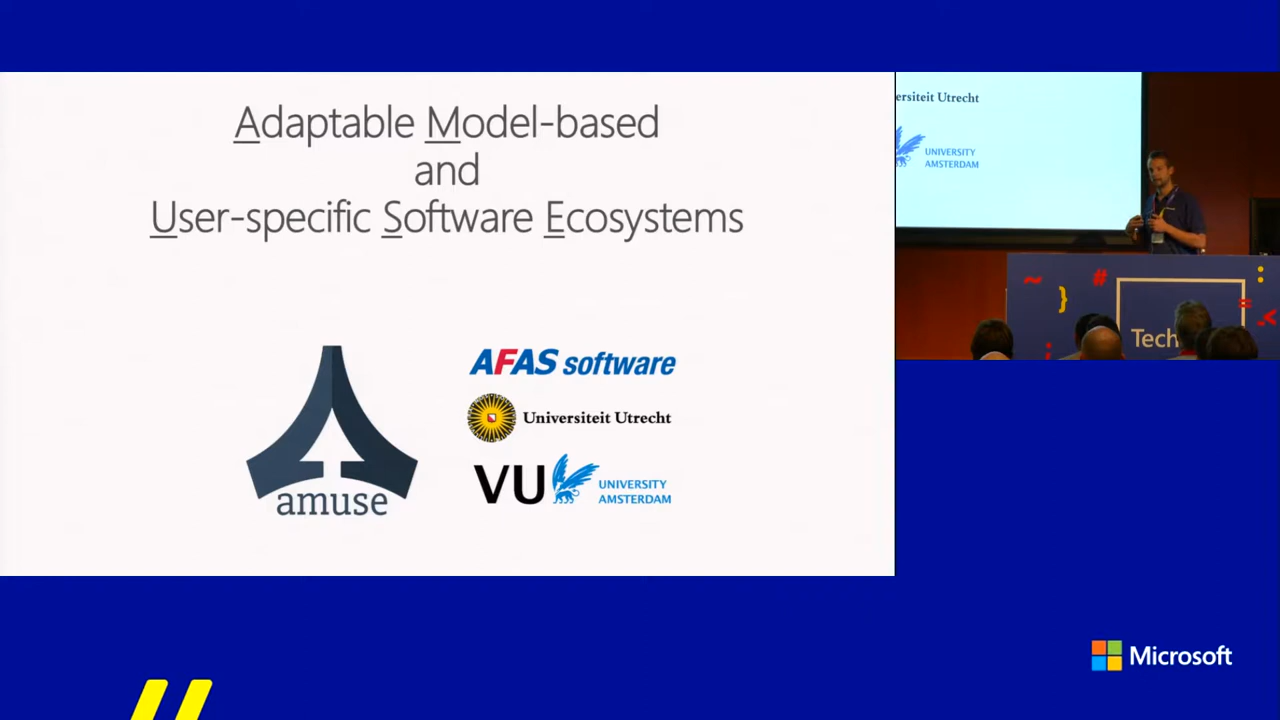 Adaptable Model-based
and
User-specific Software Ecosystems
amuse
AFAS software
Universiteit Utrecht
VU UNIVERSITY
AMSTERDAM
ersiteit Utrecht
UNIVERSITY
AMSTERDAM
~ # } : = < ;
Tech
Microsoft